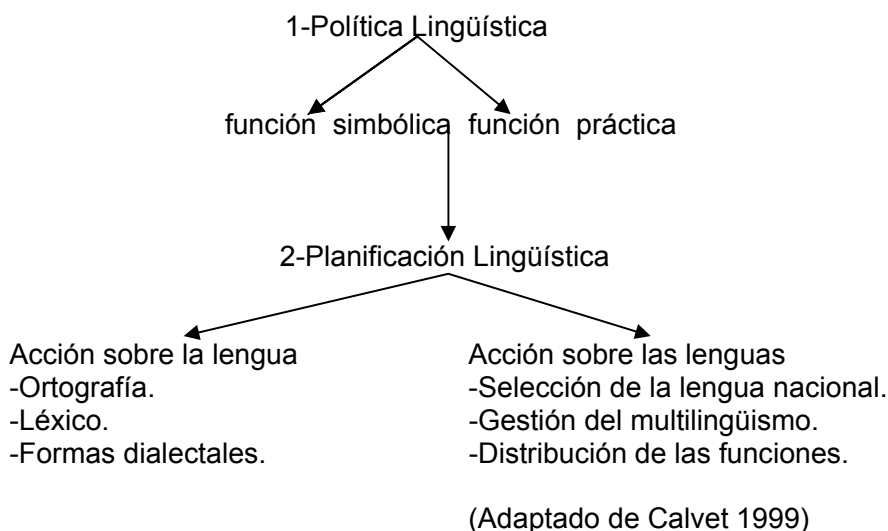 1-Política Lingüística
función simbólica función práctica
2-Planificación Lingüística
Acción sobre la lengua
-Ortografía.
-Léxico.
-Formas dialectales.
Acción sobre las lenguas
-Selección de la lengua nacional.
-Gestión del multilingüismo.
-Distribución de las funciones.
(Adaptado de Calvet 1999)